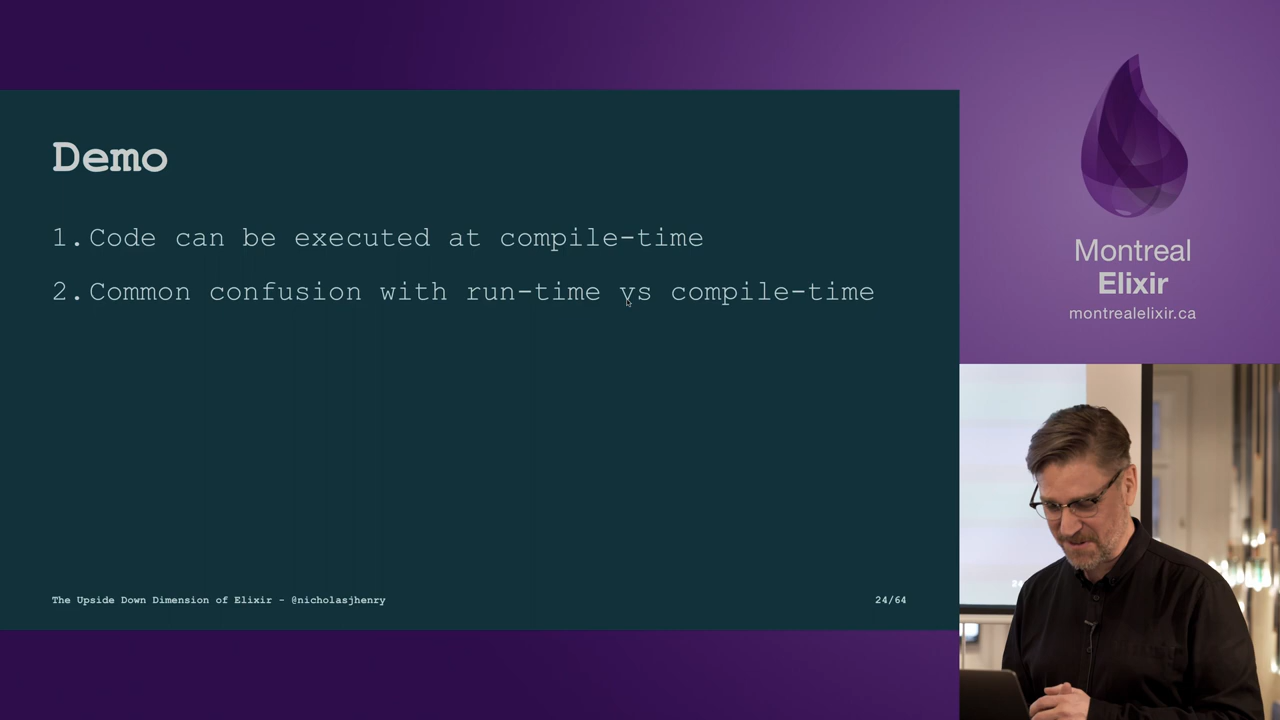 Demo
1.Code can be executed at compile-time
2.Common confusion with run-time vs compile-time
The Upside Down Dimension of Elixir - @nicholasjhenry
24/64
Montreal
Elixir
montrealelixir.ca